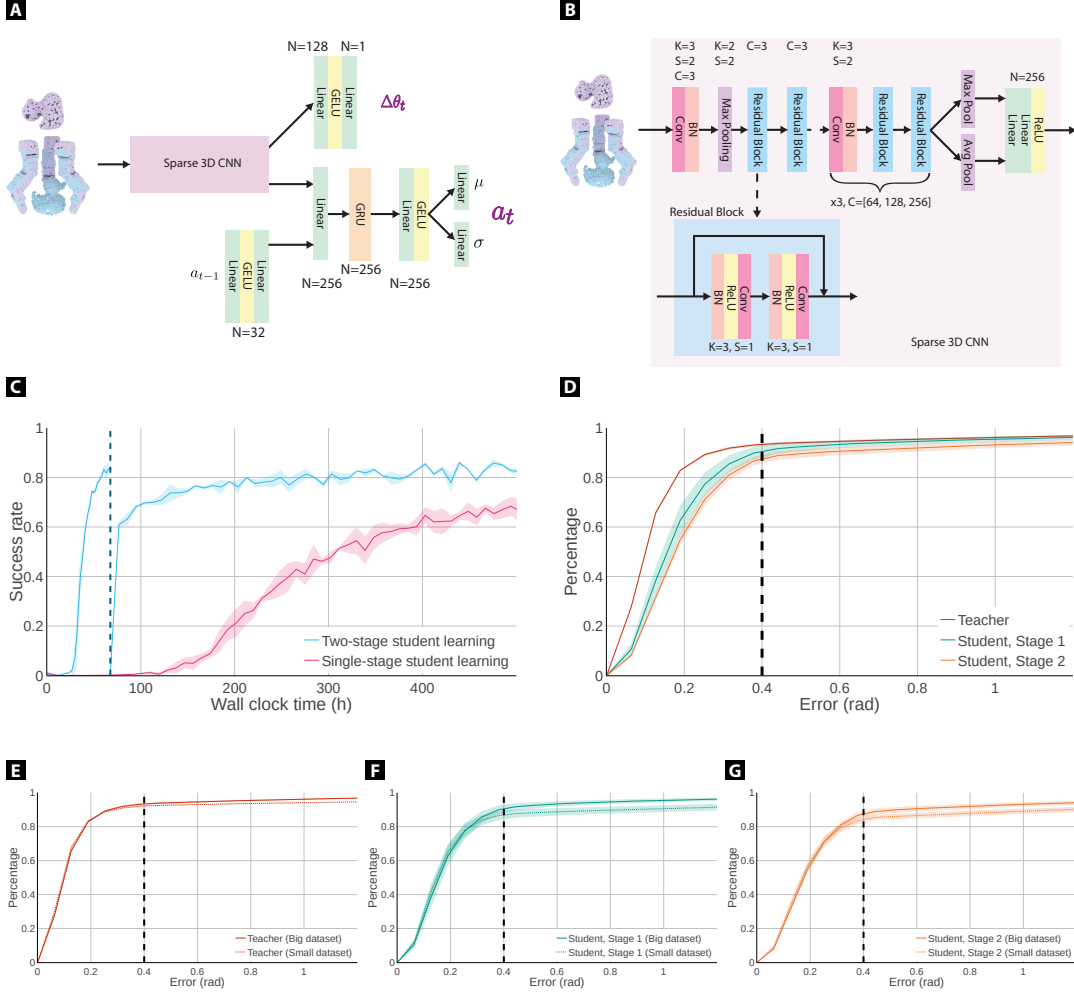 A
N=128
N=1
Linear
GELU
Linear
Δθt
Sparse 3D CNN
Linear
GRU
Linear
GELU
Linear
μ
Linear
σ
at
at−1
Linear
GELU
Linear
N=256
N=256
N=256
N=32
B
K=3
S=2
C=3
K=2
S=2
C=3
C=3
K=3
S=2
Conv
BN
Max Pooling
Residual Block
Residual Block
Conv
BN
Residual Block
Residual Block
Max Pool
Avg Pool
N=256
Linear
Linear
ReLU
x3, C=[64, 128, 256]
Residual Block
BN
ReLU
Conv
BN
ReLU
Conv
K=3, S=1
K=3, S=1
Sparse 3D CNN
C
Success rate
1
0.8
0.6
0.4
0.2
0
0
100
200
300
400
Wall clock time (h)
Two-stage student learning
Single-stage student learning
D
Percentage
1
0.8
0.6
0.4
0.2
0
0
0.2
0.4
0.6
0.8
1
Error (rad)
Teacher
Student, Stage 1
Student, Stage 2
E
Percentage
1
0.8
0.6
0.4
0.2
0
0
0.2
0.4
0.6
0.8
1
Error (rad)
Teacher (Big dataset)
Teacher (Small dataset)
F
Percentage
1
0.8
0.6
0.4
0.2
0
0
0.2
0.4
0.6
0.8
1
Error (rad)
Student, Stage 1 (Big dataset)
Student, Stage 1 (Small dataset)
G
Percentage
1
0.8
0.6
0.4
0.2
0
0
0.2
0.4
0.6
0.8
1
Error (rad)
Student, Stage 2 (Big dataset)
Student, Stage 2 (Small dataset)